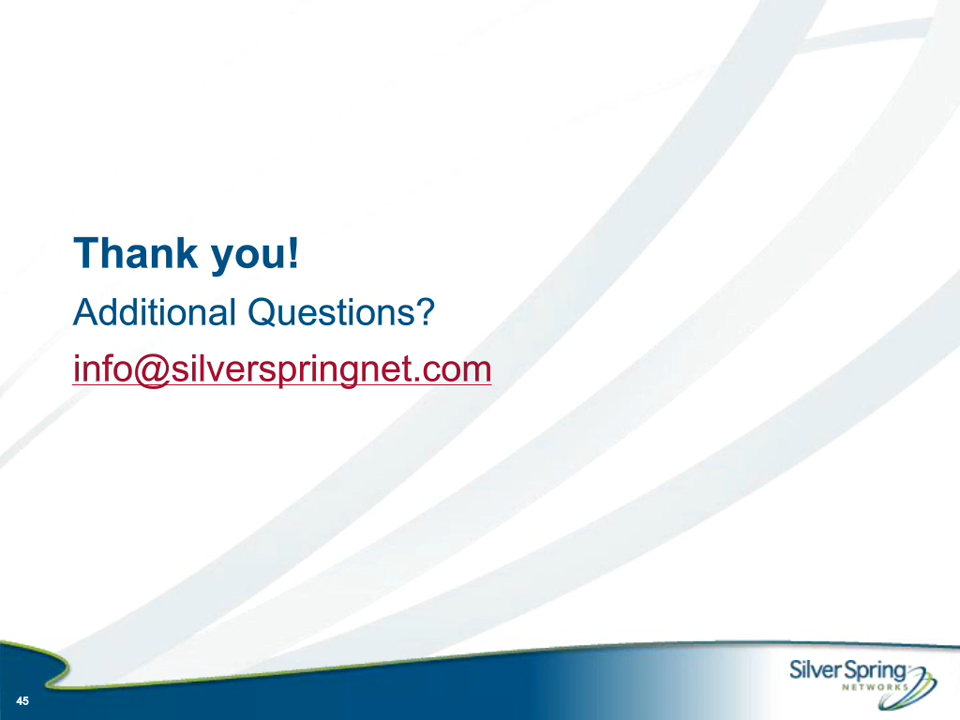 Thank you!
Additional Questions?
info@silverspringnet.com
45
Silver Spring
NETWORKS